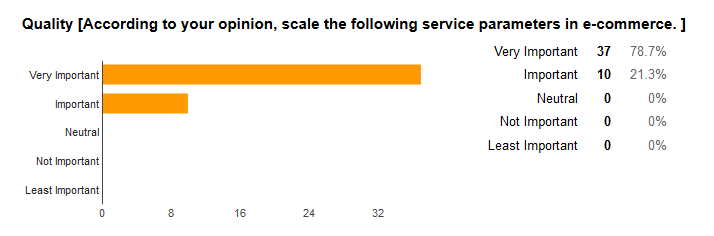 Quality [According to your opinion, scale the following service parameters in e-commerce. ]
Very Important 37 78.7%
Important 10 21.3%
Neutral 0 0%
Not Important 0 0%
Least Important 0 0%
Very Important
Important
Neutral
Not Important
Least Important
0 8 16 24 32